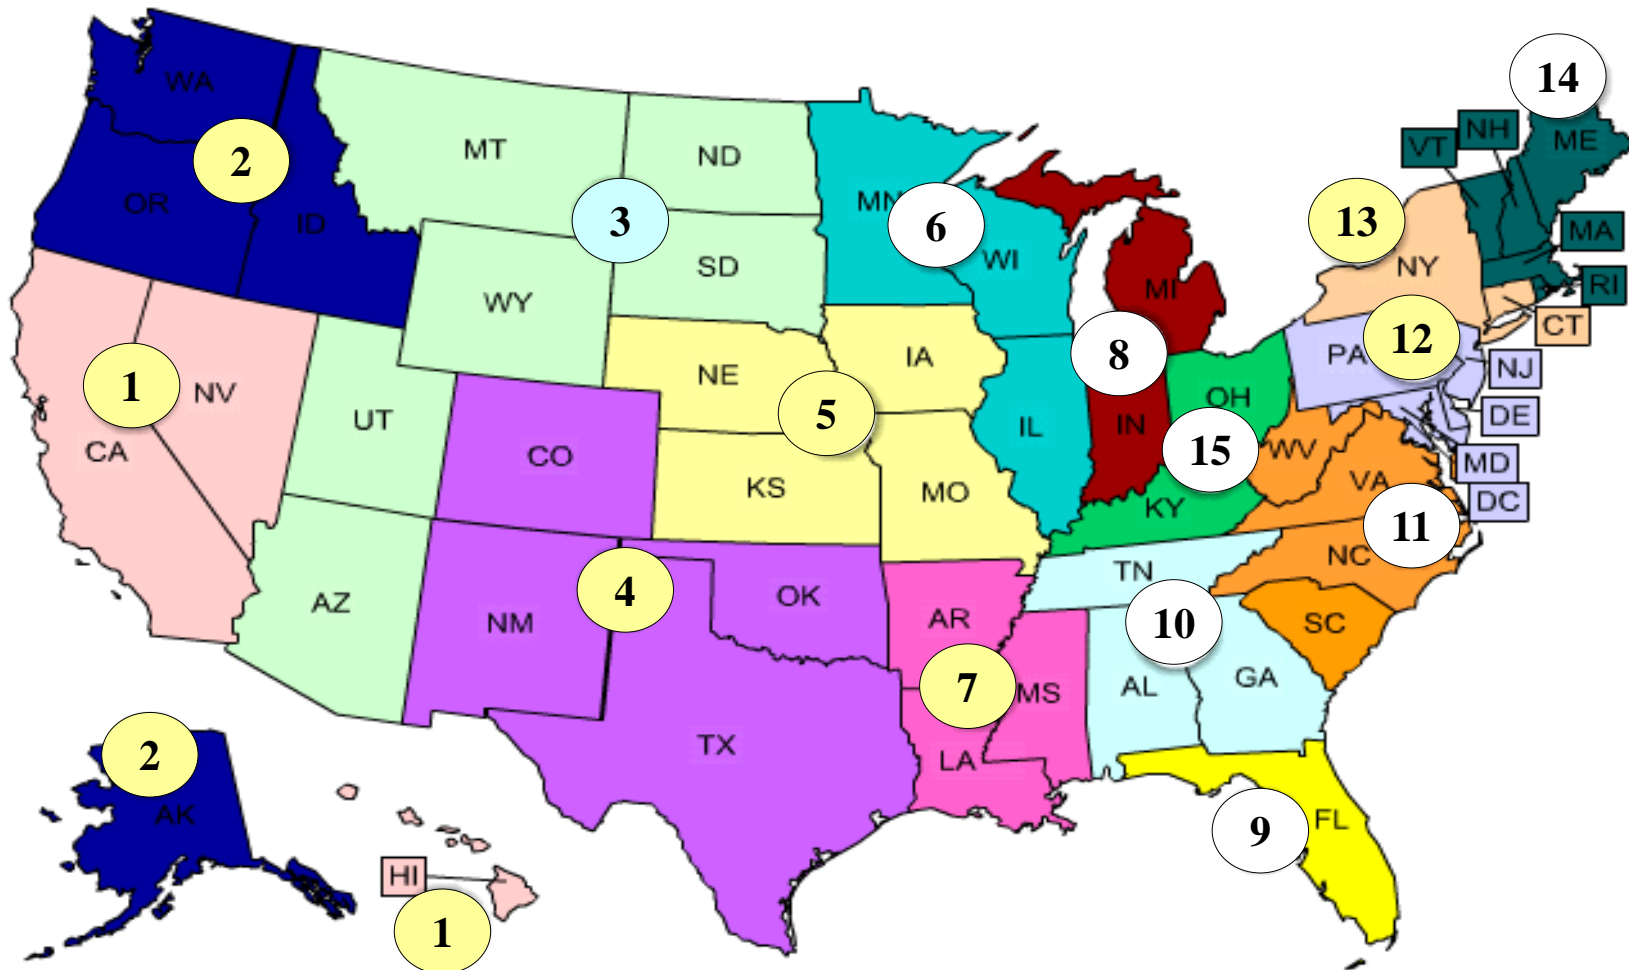 14
WA
NH
VT
ME
MT
ND
2
OR
ID
3
MN
6
13
MA
WI
NY
SD
RI
MI
WY
CT
12
8
PA
IA
NJ
NE
1
NV
OH
5
DE
UT
IL
IN
CA
CO
15
WV
MD
KS
MO
VA
DC
KY
11
NC
TN
4
OK
AZ
NM
AR
10
SC
7
MS
AL
GA
TX
2
LA
AK
FL
9
HI
1